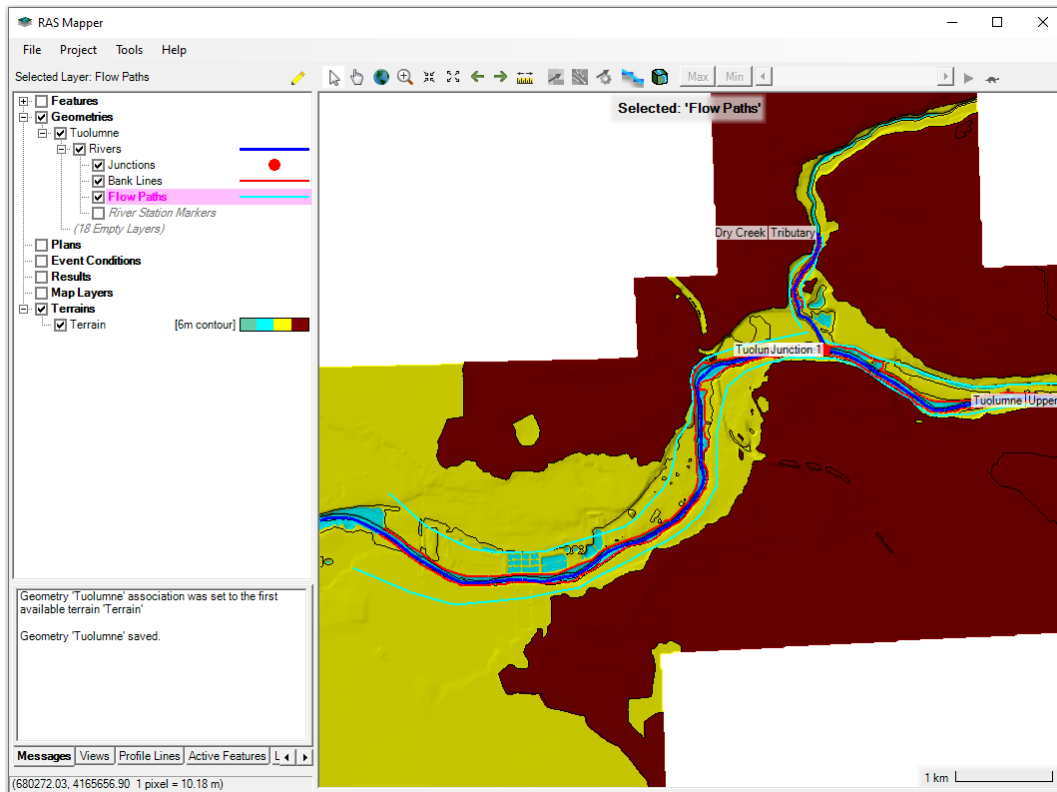 RAS Mapper
File Project Tools Help
Selected Layer: Flow Paths
Max Min
Features
Geometries
Tuolumne
Rivers
Junctions
Bank Lines
Flow Paths
River Station Markers
(18 Empty Layers)
Plans
Event Conditions
Results
Map Layers
Terrains
Terrain [6m contour]
Selected: 'Flow Paths'
Dry Creek Tributary
Tuolun Junction 1
Tuolumne Upper
Geometry 'Tuolumne' association was set to the first
available terrain 'Terrain'
Geometry 'Tuolumne' saved.
Messages Views Profile Lines Active Features L
(680272.03, 4165656.90 1 pixel = 10.18 m)
1 km